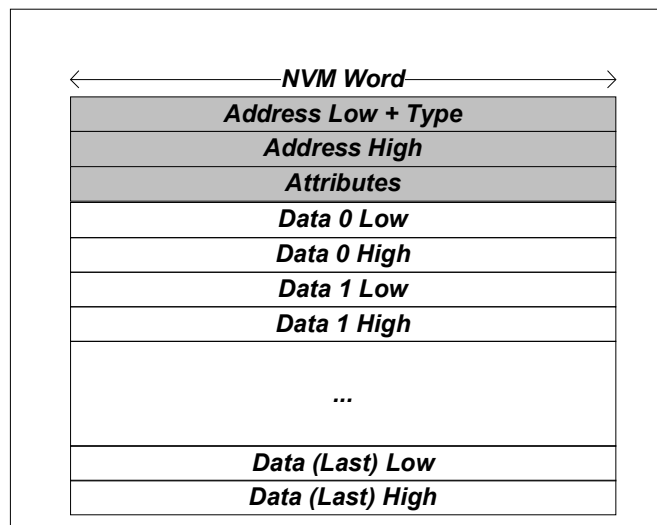 NVM Word
Address Low + Type
Address High
Attributes
Data 0 Low
Data 0 High
Data 1 Low
Data 1 High
...
Data (Last) Low
Data (Last) High